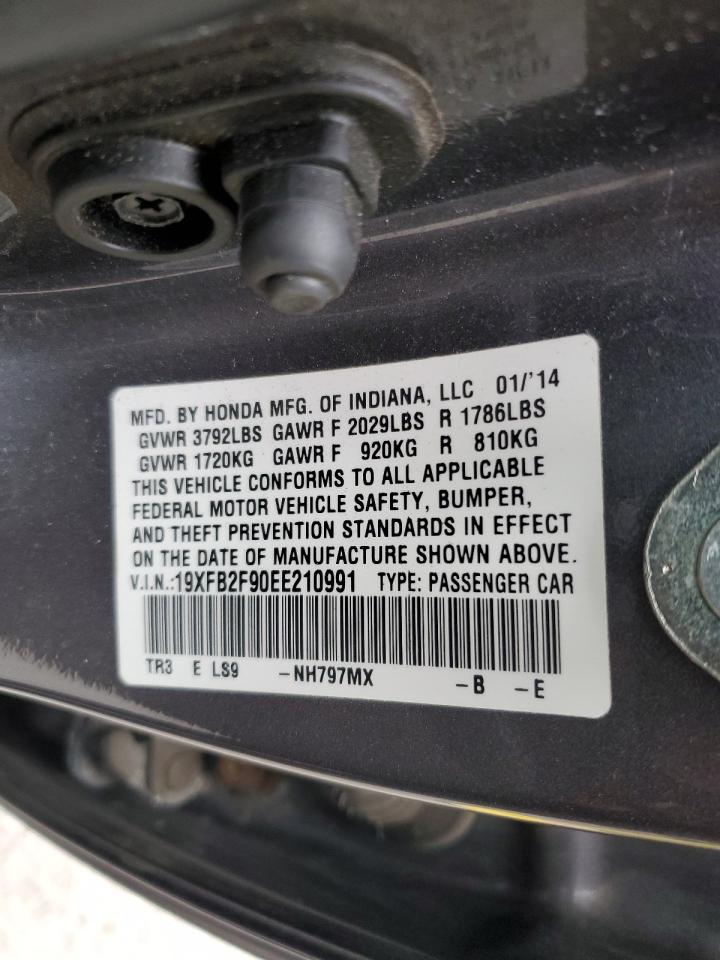 MFD. BY HONDA MFG. OF INDIANA, LLC 01/'14
GVWR 3792LBS GAWR F 2029LBS R 1786LBS
GVWR 1720KG GAWR F 920KG R 810KG
THIS VEHICLE CONFORMS TO ALL APPLICABLE
FEDERAL MOTOR VEHICLE SAFETY, BUMPER,
AND THEFT PREVENTION STANDARDS IN EFFECT
ON THE DATE OF MANUFACTURE SHOWN ABOVE.
V.I.N.:19XFB2F90EE210991 TYPE: PASSENGER CAR
TR3 E LS9 -NH797MX -B -E